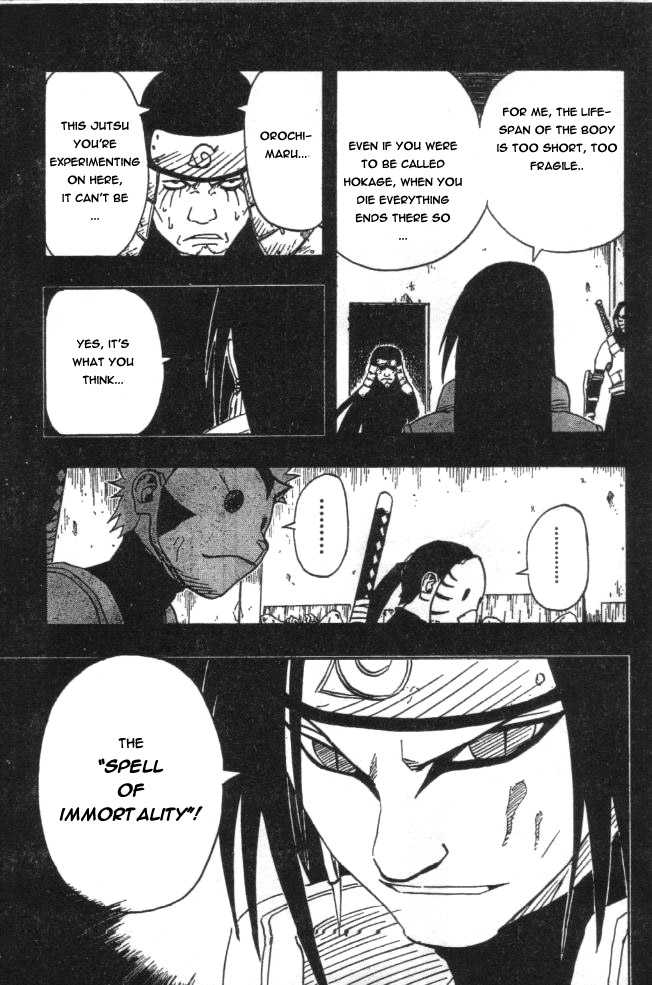 FOR ME, THE LIFE-
SPAN OF THE BODY
IS TOO SHORT, TOO
FRAGILE..
EVEN IF YOU WERE
TO BE CALLED
HOKAGE, WHEN YOU
DIE EVERYTHING
ENDS THERE SO
...
OROCHI-
MARU...
THIS JUTSU
YOU'RE
EXPERIMENTING
ON HERE,
IT CAN'T BE
...
YES, IT'S
WHAT YOU
THINK...
.........
.........
THE
"SPELL
OF
IMMORTALITY"!